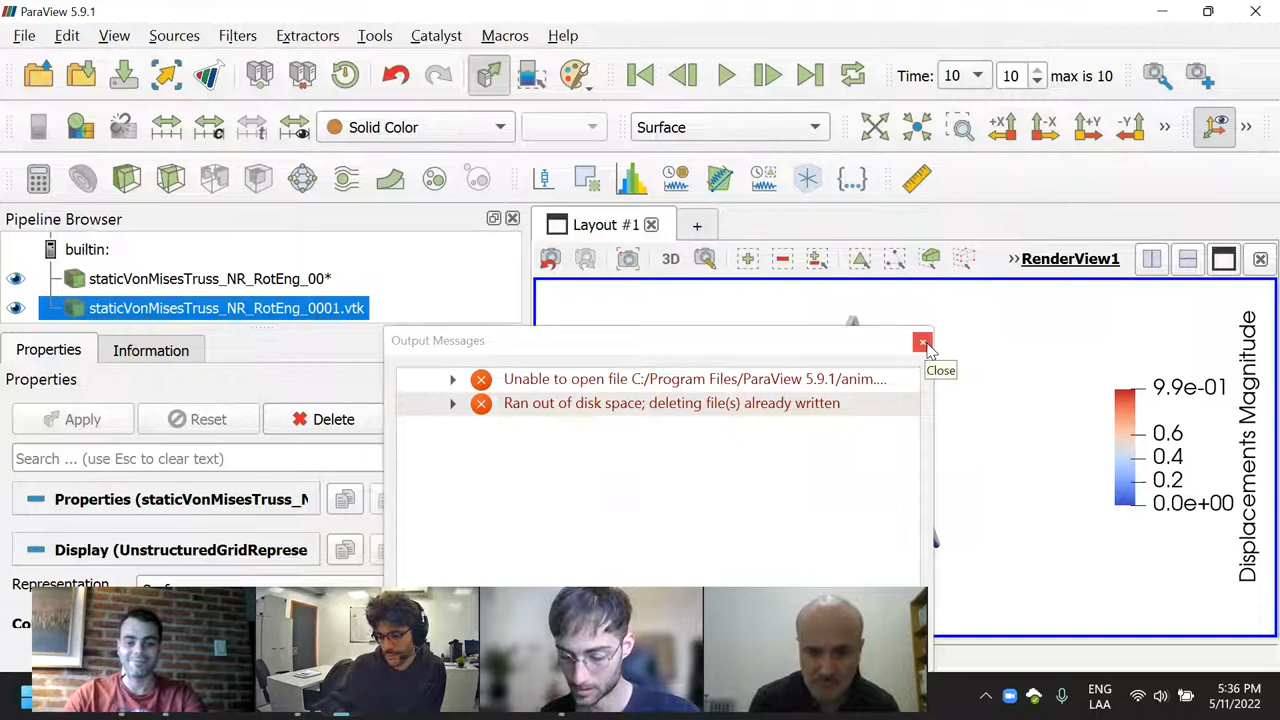 ParaView 5.9.1
File Edit View Sources Filters Extractors Tools Catalyst Macros Help
Time: 10 10 max is 10
Solid Color Surface +X -X +Y -Y
Pipeline Browser
Layout #1
builtin:
3D RenderView1
staticVonMisesTruss_NR_RotEng_00*
staticVonMisesTruss_NR_RotEng_0001.vtk
Output Messages
Close
Properties Information
Properties
Unable to open file C:/Program Files/ParaView 5.9.1/anim....
Ran out of disk space; deleting file(s) already written
Apply Reset Delete
Search ... (use Esc to clear text)
Properties (staticVonMisesTruss_N
Display (UnstructuredGridReprese
Representation
9.9e-01
0.6
0.4
0.2
0.0e+00
Displacements Magnitude
ENG
LAA
5:36 PM
5/11/2022